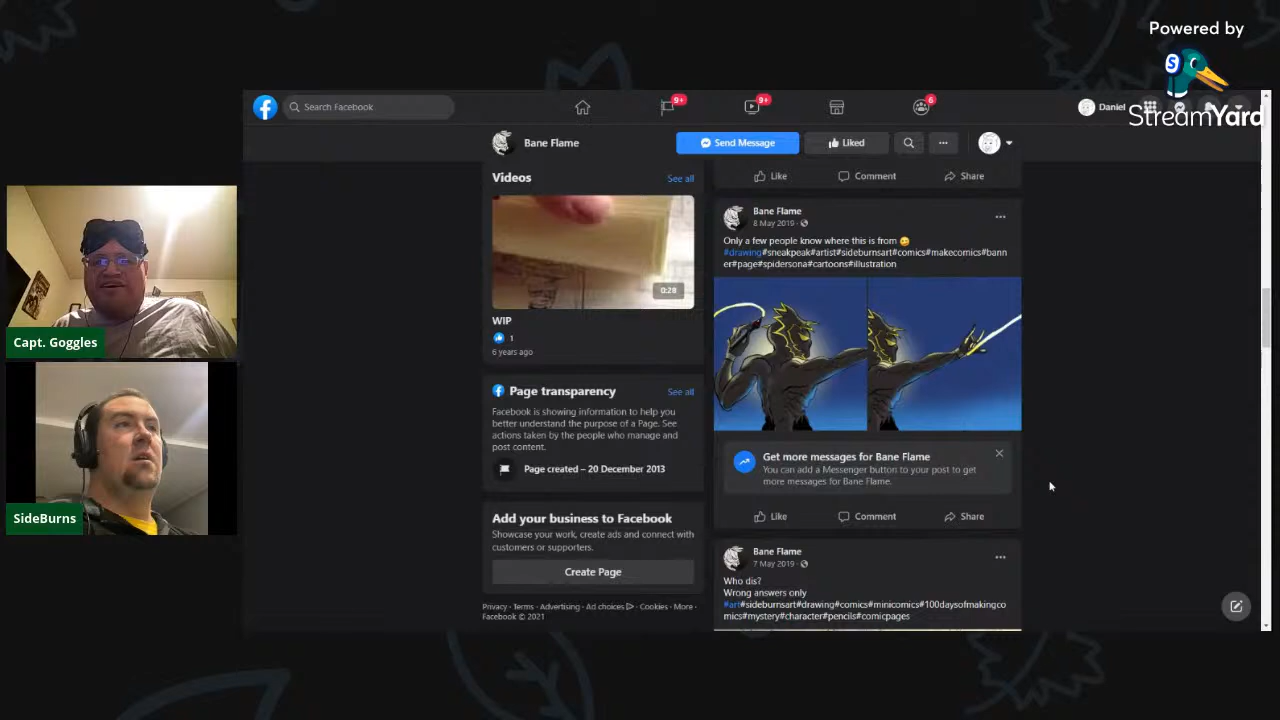 Powered by
StreamYard
Search Facebook
9+
9+
6
Daniel
Bane Flame
Send Message
Liked
Videos
See all
0:28
WIP
1
6 years ago
Page transparency
See all
Facebook is showing information to help you
better understand the purpose of a Page. See
actions taken by the people who manage and
post content.
Page created – 20 December 2013
Add your business to Facebook
Showcase your work, create ads and connect with
customers or supporters.
Create Page
Privacy · Terms · Advertising · Ad choices · Cookies · More ·
Facebook © 2021
Like
Comment
Share
Bane Flame
8 May 2019 ·
Only a few people know where this is from
#drawing#sneakpeak#artist#sideburnsart#comics#makecomics#bann
er#page#spidersona#cartoons#illustration
Get more messages for Bane Flame
You can add a Messenger button to your post to get
more messages for Bane Flame.
Like
Comment
Share
Bane Flame
7 May 2019 ·
Who dis?
Wrong answers only
#art#sideburnsart#drawing#comics#minicomics#100daysofmakingco
mics#mystery#character#pencils#comicpages
Capt. Goggles
SideBurns